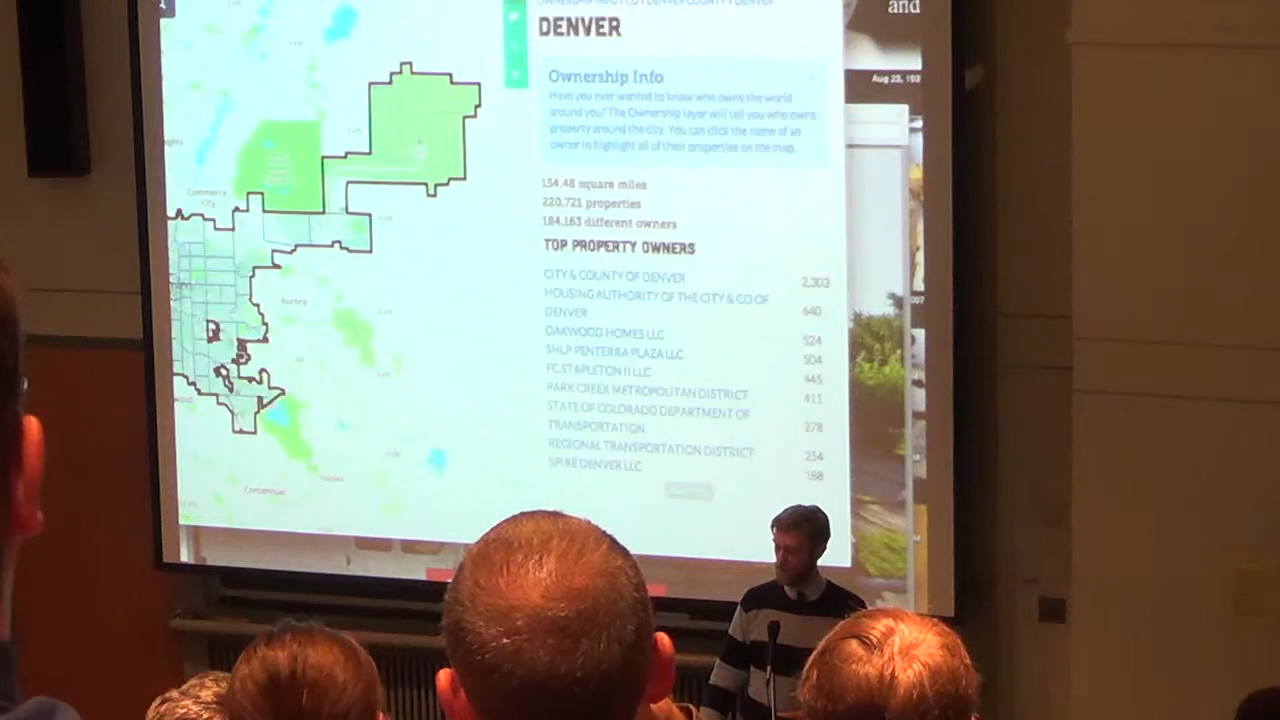 and
DENVER
Aug 23, 193
Ownership Info
Have you ever wanted to know who owns the world
around you? The Ownership layer will tell you who owns
property around the city. You can click the name of an
owner to highlight all of their properties on the map.
154.48 square miles
220,721 properties
184,163 different owners
TOP PROPERTY OWNERS
CITY & COUNTY OF DENVER 2,303
HOUSING AUTHORITY OF THE CITY & CO OF
DENVER 640
OAKWOOD HOMES LLC 524
SHLP PENTERRA PLAZA LLC 504
FC STAPLETON II LLC 445
PARK CREEK METROPOLITAN DISTRICT 411
STATE OF COLORADO DEPARTMENT OF
TRANSPORTATION 278
REGIONAL TRANSPORTATION DISTRICT 254
SPIRE DENVER LLC 188
Commerce
City
Aurora
Centennial